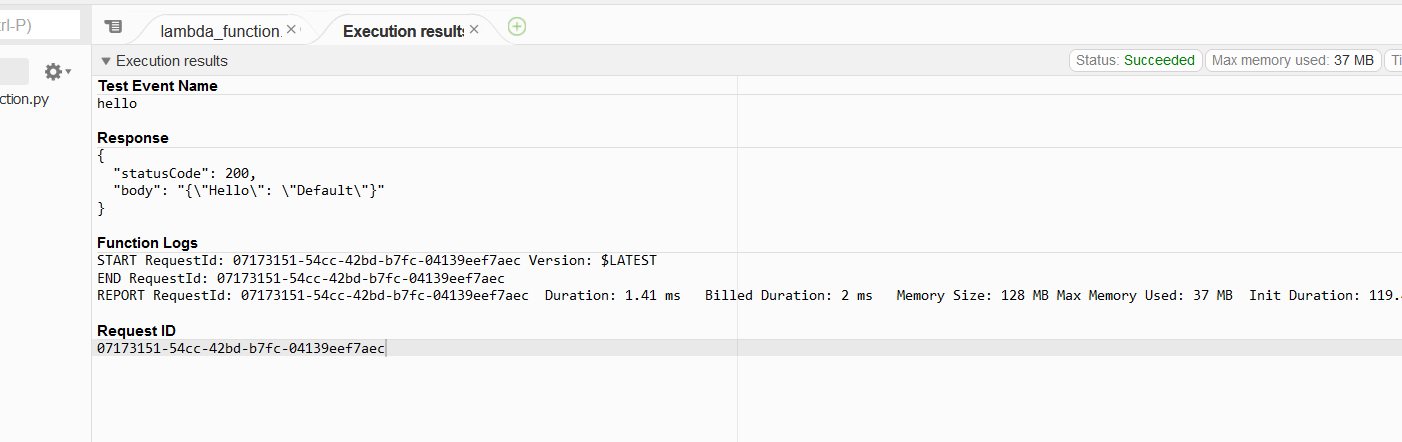 trl-P)
lambda_function.
Execution results
Execution results
Status: Succeeded
Max memory used: 37 MB
Ti
ction.py
Test Event Name
hello
Response
{
"statusCode": 200,
"body": "{\"Hello\": \"Default\"}"
}
Function Logs
START RequestId: 07173151-54cc-42bd-b7fc-04139eef7aec Version: $LATEST
END RequestId: 07173151-54cc-42bd-b7fc-04139eef7aec
REPORT RequestId: 07173151-54cc-42bd-b7fc-04139eef7aec Duration: 1.41 ms Billed Duration: 2 ms Memory Size: 128 MB Max Memory Used: 37 MB Init Duration: 119.
Request ID
07173151-54cc-42bd-b7fc-04139eef7aec